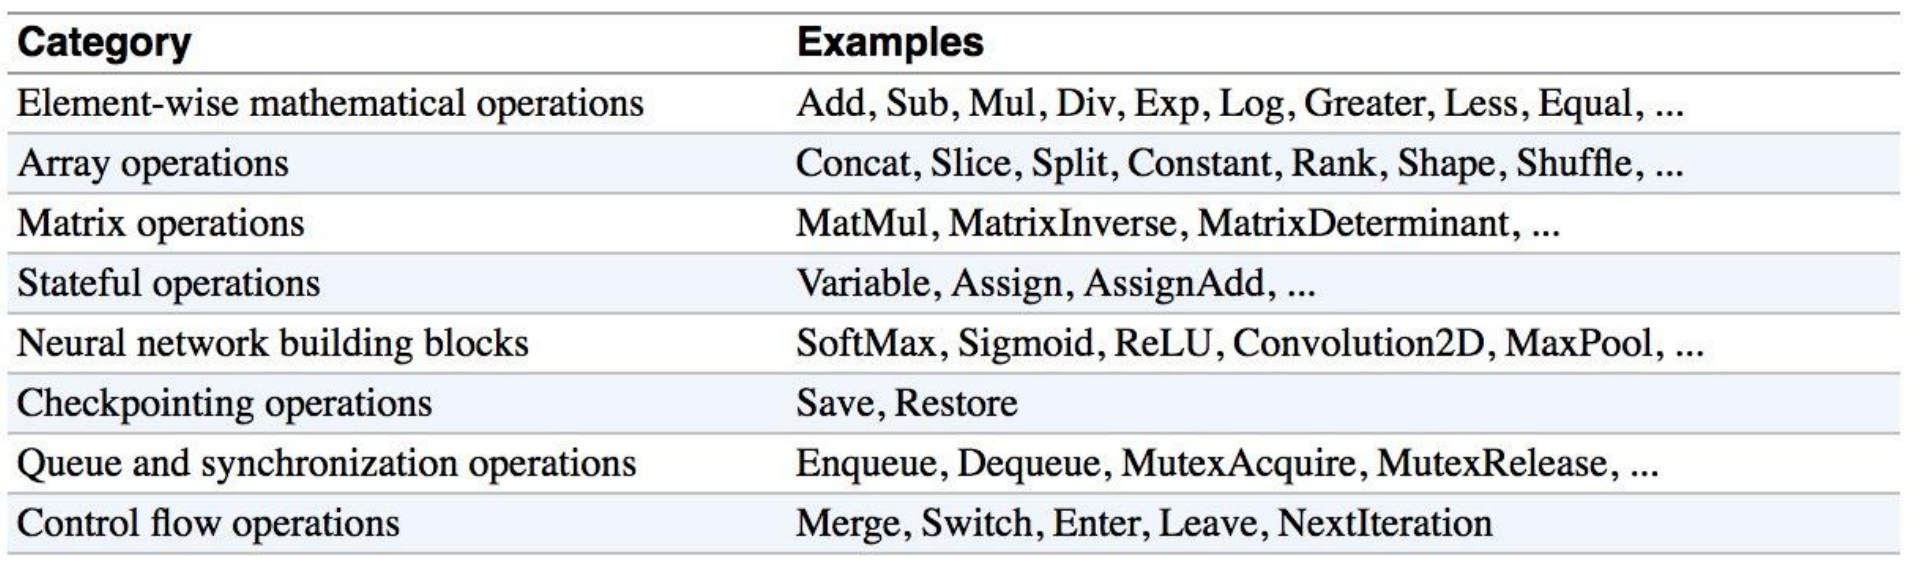 Category Examples
Element-wise mathematical operations Add, Sub, Mul, Div, Exp, Log, Greater, Less, Equal, ...
Array operations Concat, Slice, Split, Constant, Rank, Shape, Shuffle, ...
Matrix operations MatMul, MatrixInverse, MatrixDeterminant, ...
Stateful operations Variable, Assign, AssignAdd, ...
Neural network building blocks SoftMax, Sigmoid, ReLU, Convolution2D, MaxPool, ...
Checkpointing operations Save, Restore
Queue and synchronization operations Enqueue, Dequeue, MutexAcquire, MutexRelease, ...
Control flow operations Merge, Switch, Enter, Leave, NextIteration